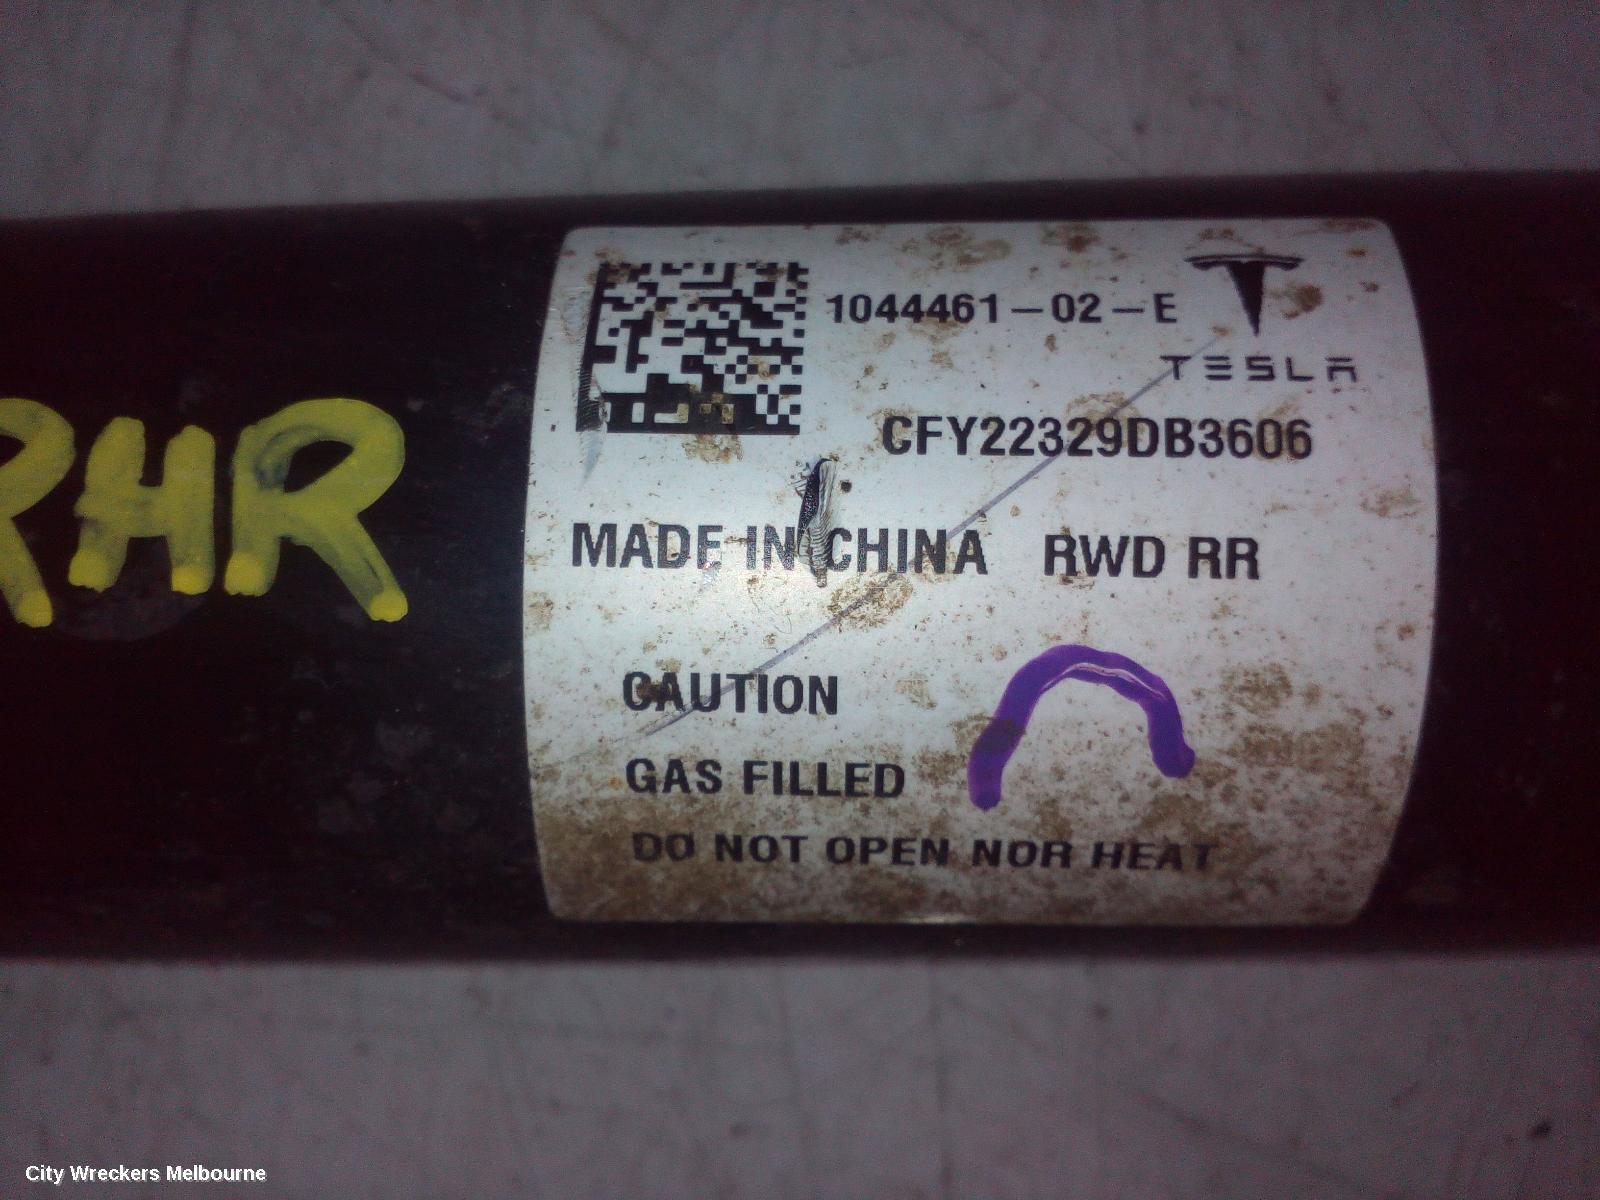 RHR
1044461-02-E
TESLA
CFY22329DB3606
MADE IN CHINA RWD RR
CAUTION
GAS FILLED
DO NOT OPEN NOR HEAT
City Wreckers Melbourne